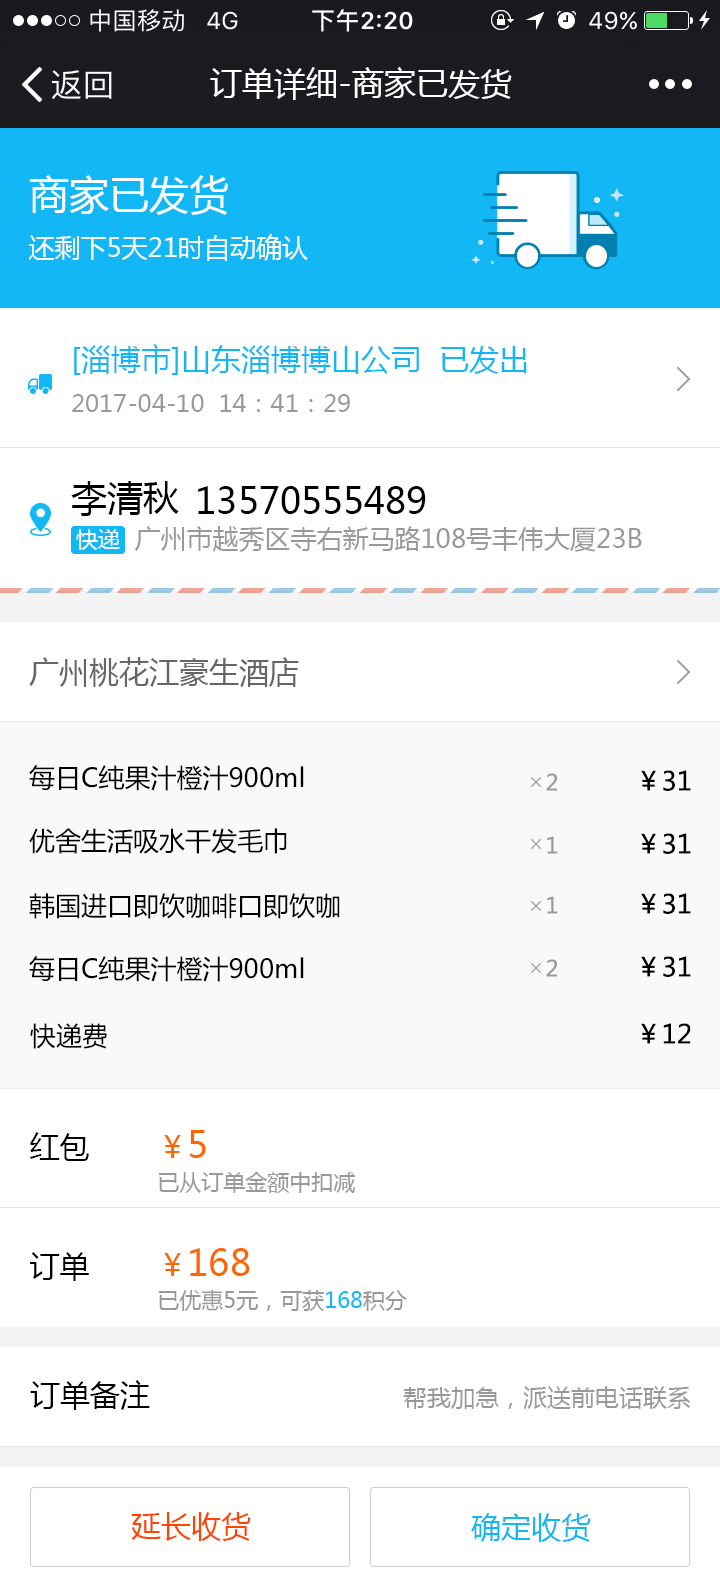 中国移动 4G 下午2:20 49%
返回 订单详细-商家已发货
商家已发货
还剩下5天21时自动确认
[淄博市]山东淄博博山公司 已发出
2017-04-10 14：41：29
李清秋 13570555489
快递 广州市越秀区寺右新马路108号丰伟大厦23B
广州桃花江豪生酒店
每日C纯果汁橙汁900ml ×2 ¥31
优舍生活吸水干发毛巾 ×1 ¥31
韩国进口即饮咖啡口即饮咖 ×1 ¥31
每日C纯果汁橙汁900ml ×2 ¥31
快递费 ¥12
红包 ¥5
已从订单金额中扣减
订单 ¥168
已优惠5元，可获168积分
订单备注 帮我加急，派送前电话联系
延长收货 确定收货